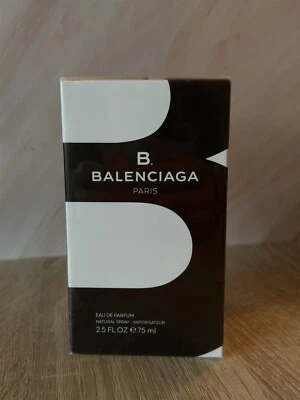 B.
BALENCIAGA
PARIS
EAU DE PARFUM
NATURAL SPRAY - VAPORISATEUR
2.5 FL OZ ℮ 75 ml